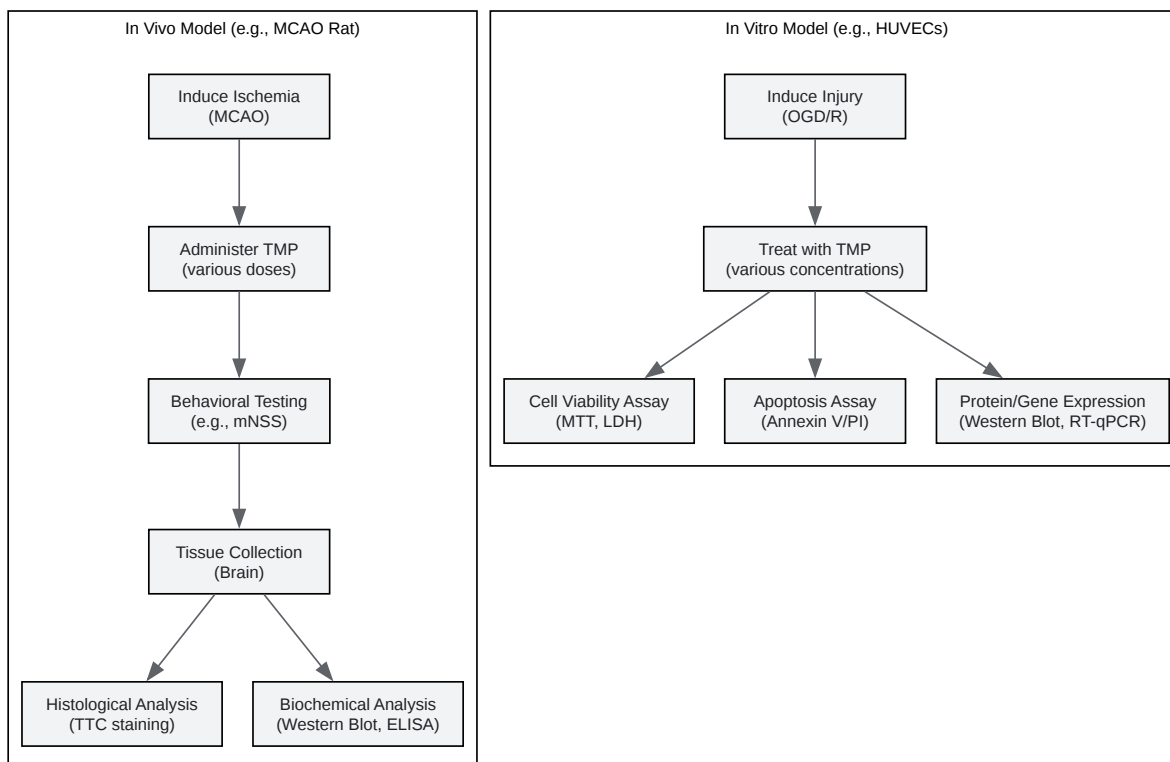 In Vivo Model (e.g., MCAO Rat)
Induce Ischemia
(MCAO)
Administer TMP
(various doses)
Behavioral Testing
(e.g., mNSS)
Tissue Collection
(Brain)
Histological Analysis
(TTC staining)
Biochemical Analysis
(Western Blot, ELISA)
In Vitro Model (e.g., HUVECs)
Induce Injury
(OGD/R)
Treat with TMP
(various concentrations)
Cell Viability Assay
(MTT, LDH)
Apoptosis Assay
(Annexin V/PI)
Protein/Gene Expression
(Western Blot, RT-qPCR)